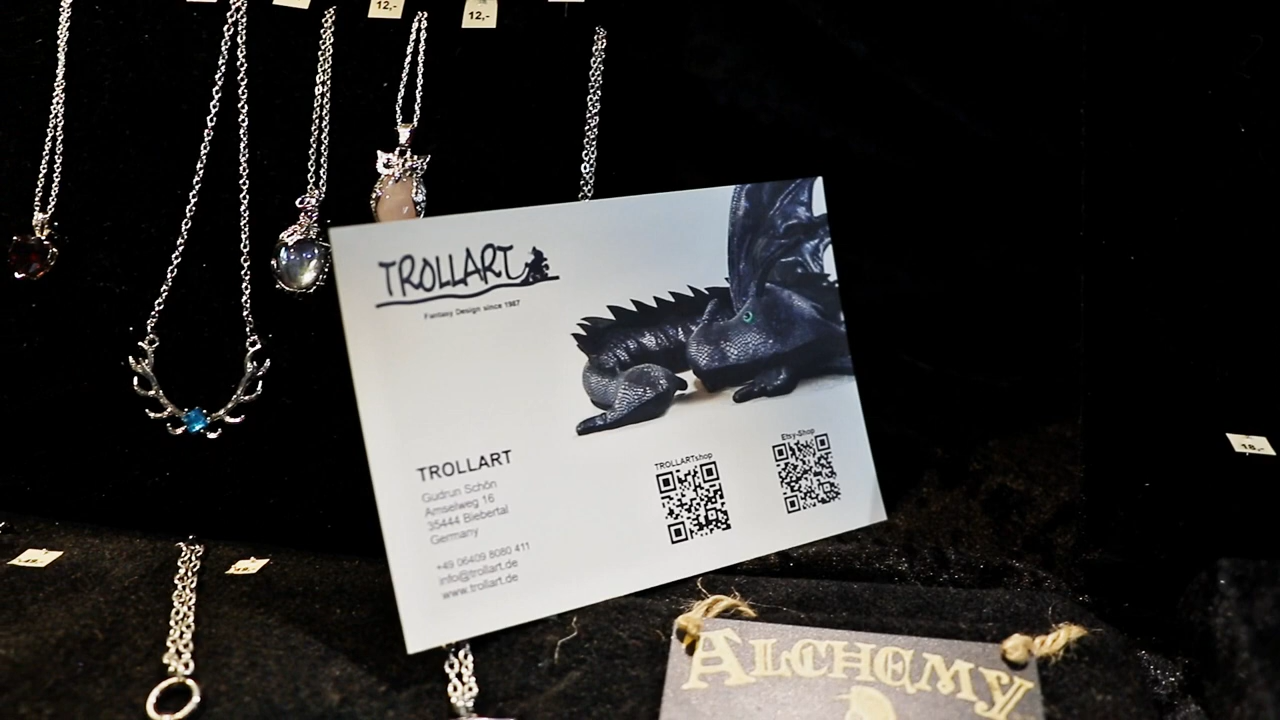 12,-
12,-
TROLLART
Fantasy Design since 1987
TROLLART
Gudrun Schön
Amselweg 16
35444 Biebertal
Germany
+49 06409 8080 411
info@trollart.de
www.trollart.de
TROLLARTshop
Etsy-Shop
18,-
ALCHEMY